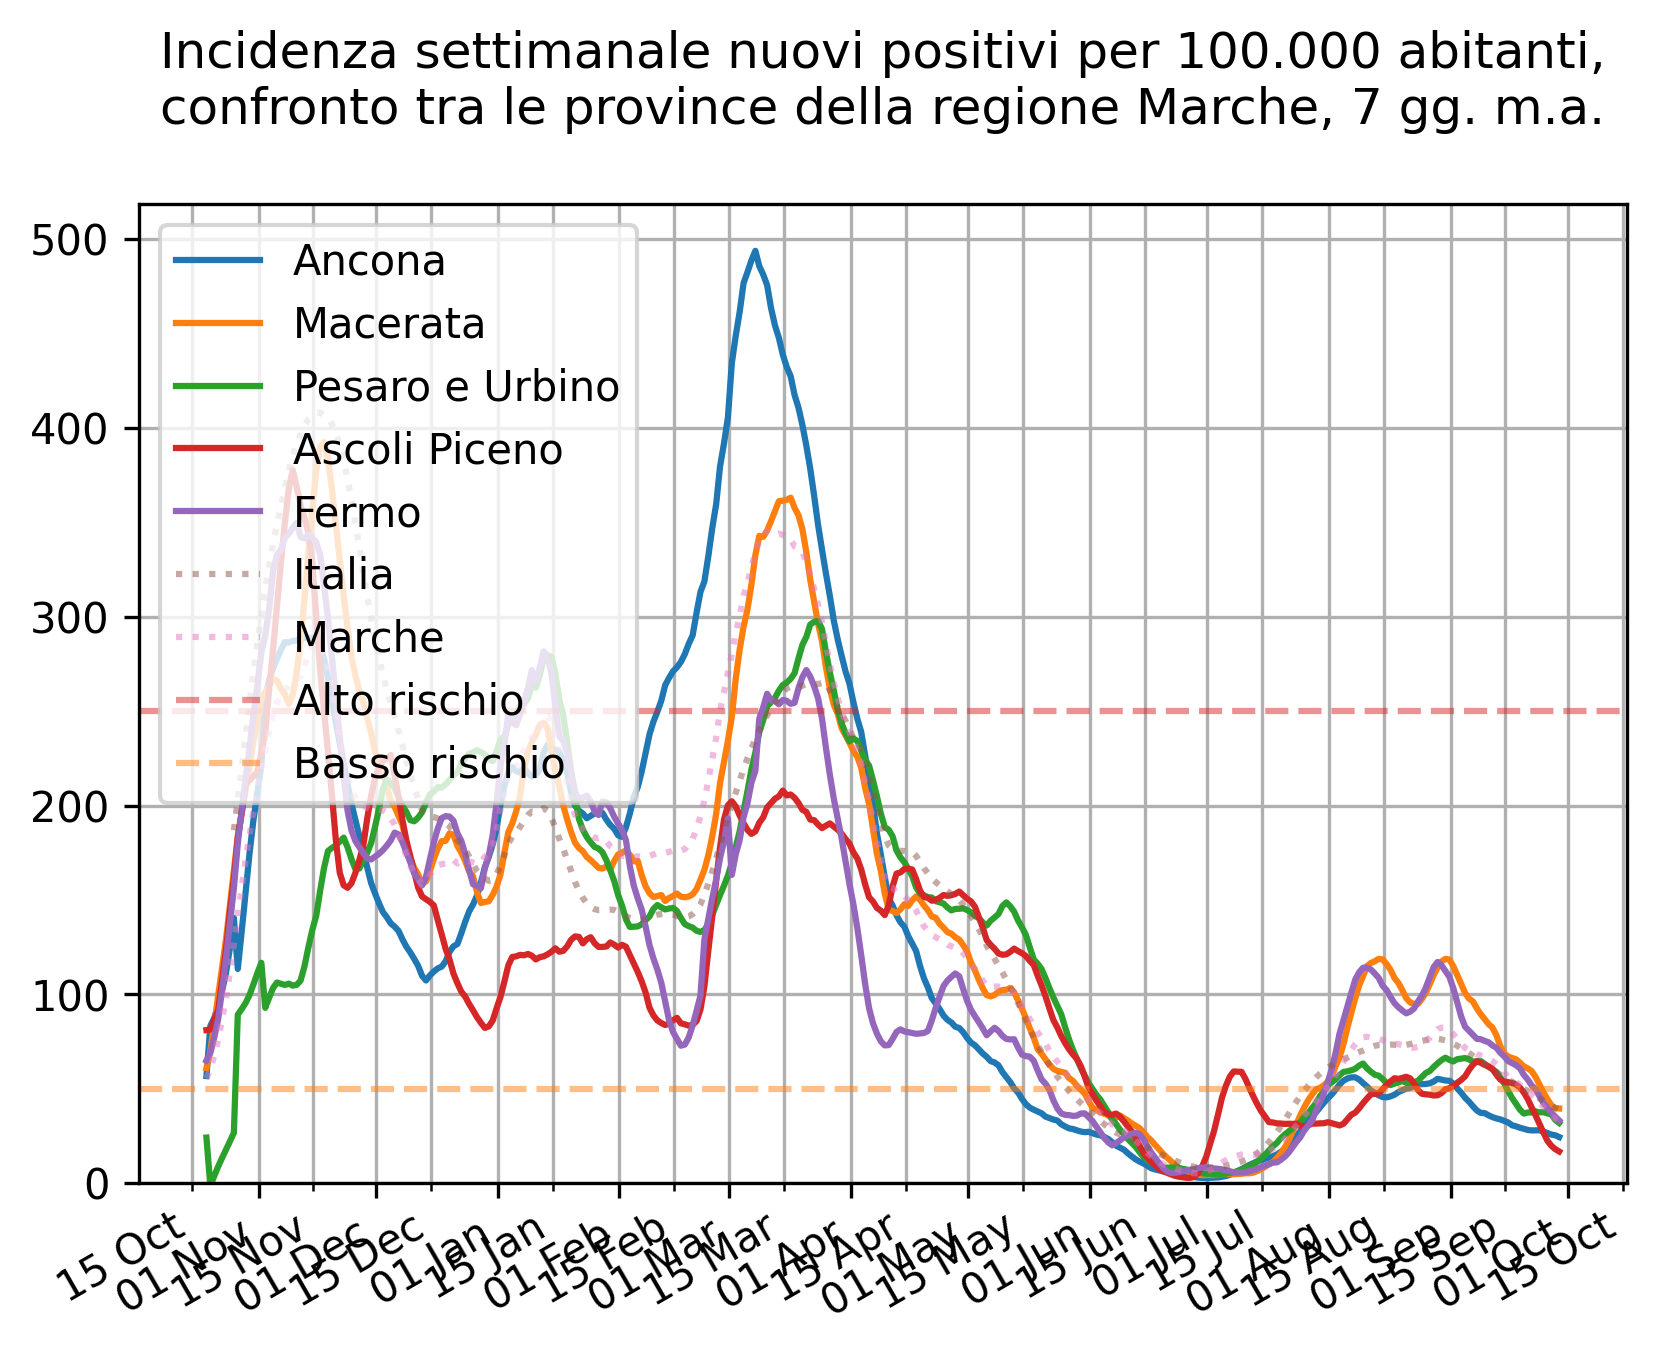 Incidenza settimanale nuovi positivi per 100.000 abitanti,
confronto tra le province della regione Marche, 7 gg. m.a.
500
400
300
200
100
0
Ancona
Macerata
Pesaro e Urbino
Ascoli Piceno
Fermo
Italia
Marche
Alto rischio
Basso rischio
15 Oct
01 Nov
15 Nov
01 Dec
15 Dec
01 Jan
15 Jan
01 Feb
15 Feb
01 Mar
15 Mar
01 Apr
15 Apr
01 May
15 May
01 Jun
15 Jun
01 Jul
15 Jul
01 Aug
15 Aug
01 Sep
15 Sep
01 Oct
15 Oct